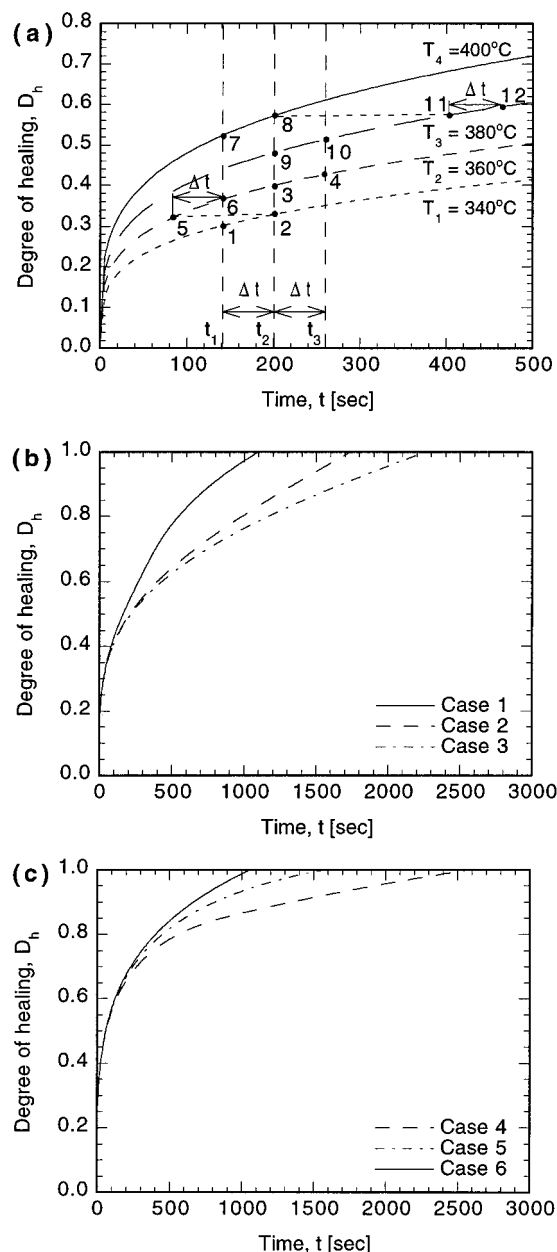 (a)
Degree of healing, D_h
0.8
0.7
0.6
0.5
0.4
0.3
0.2
0.1
0.0
T_4 =400°C
T_3 = 380°C
T_2 = 360°C
T_1 = 340°C
7
8
11
12
Δ t
9
10
Δ t
6
3
4
5
1
2
Δ t
Δ t
t_1
t_2
t_3
0
100
200
300
400
500
Time, t [sec]
(b)
Degree of healing, D_h
1.0
0.8
0.6
0.4
0.2
0.0
Case 1
Case 2
Case 3
0
500
1000
1500
2000
2500
3000
Time, t [sec]
(c)
Degree of healing, D_h
1.0
0.8
0.6
0.4
0.2
0.0
Case 4
Case 5
Case 6
0
500
1000
1500
2000
2500
3000
Time, t [sec]